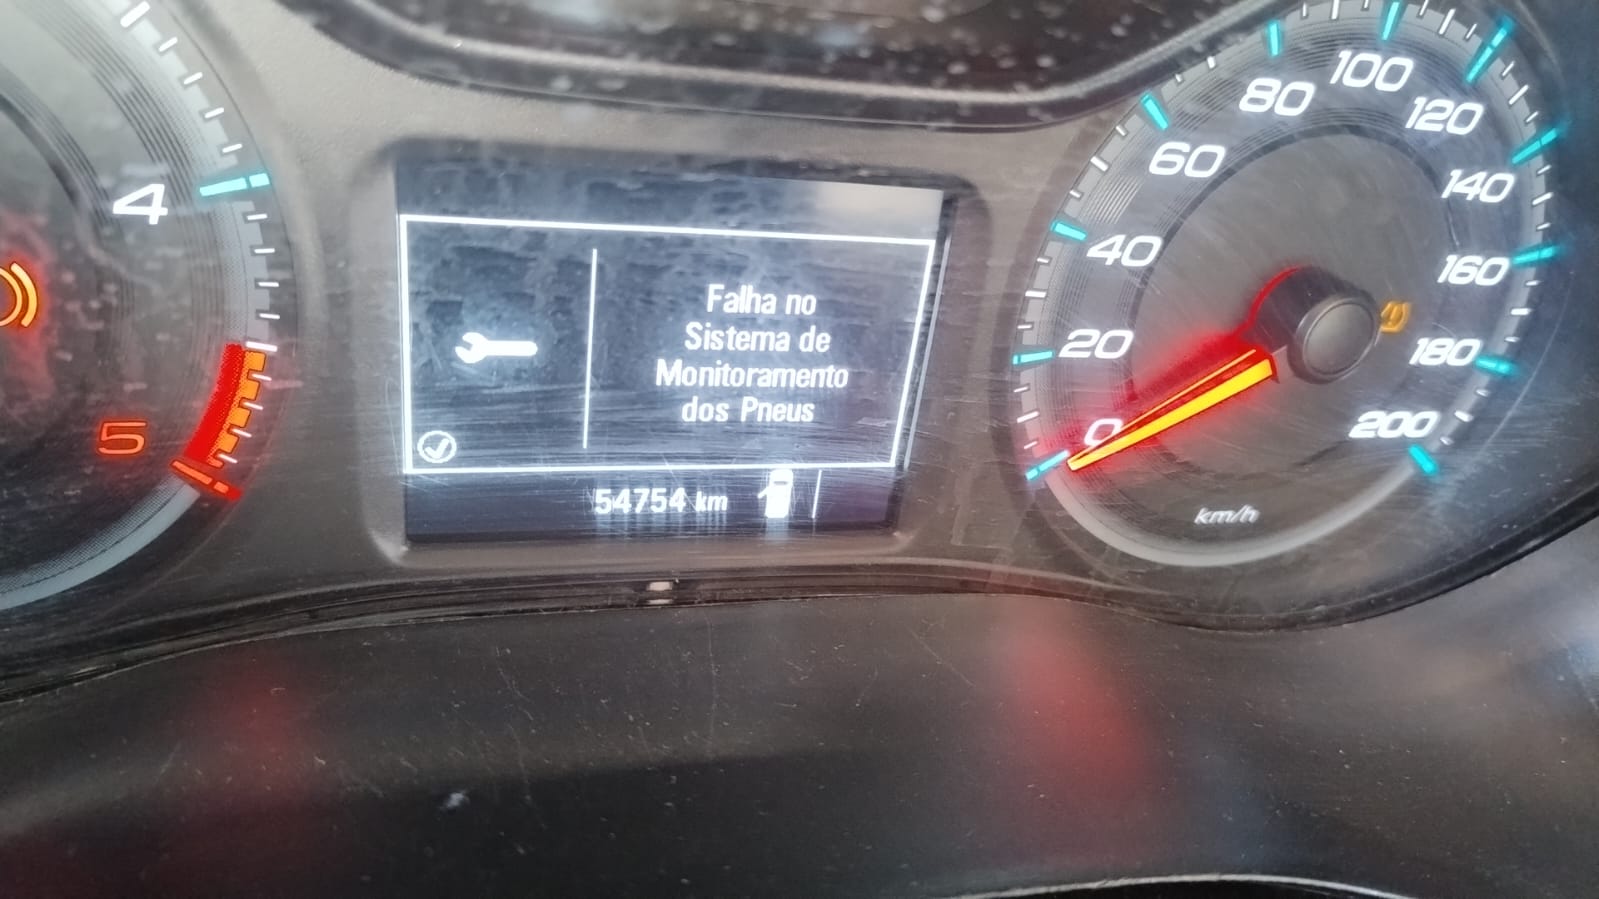 4
5
Falha no
Sistema de
Monitoramento
dos Pneus
54754 km
0
20
40
60
80
100
120
140
160
180
200
km/h